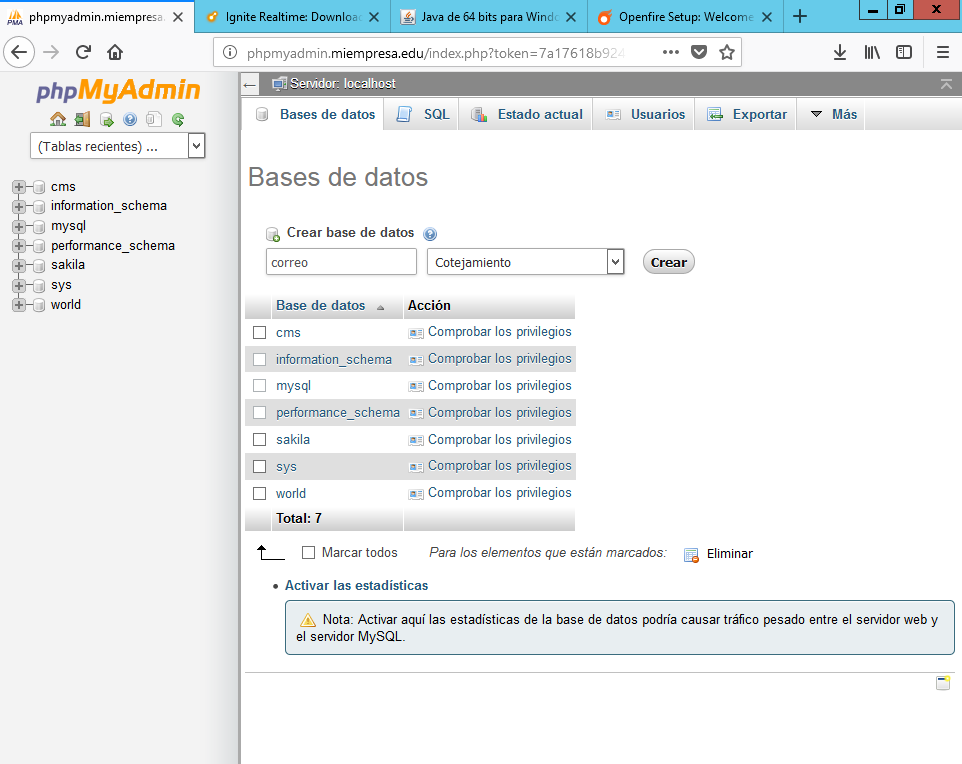 phpmyadmin.miempresa.
Ignite Realtime: Downloa
Java de 64 bits para Windo
Openfire Setup: Welcome
phpmyadmin.miempresa.edu/index.php?token=7a17618b924
phpMyAdmin
(Tablas recientes) ...
cms
information_schema
mysql
performance_schema
sakila
sys
world
Servidor: localhost
Bases de datos
SQL
Estado actual
Usuarios
Exportar
Más
Bases de datos
Crear base de datos
correo
Cotejamiento
Crear
Base de datos Acción
cms Comprobar los privilegios
information_schema Comprobar los privilegios
mysql Comprobar los privilegios
performance_schema Comprobar los privilegios
sakila Comprobar los privilegios
sys Comprobar los privilegios
world Comprobar los privilegios
Total: 7
Marcar todos Para los elementos que están marcados: Eliminar
Activar las estadísticas
Nota: Activar aquí las estadísticas de la base de datos podría causar tráfico pesado entre el servidor web y
el servidor MySQL.